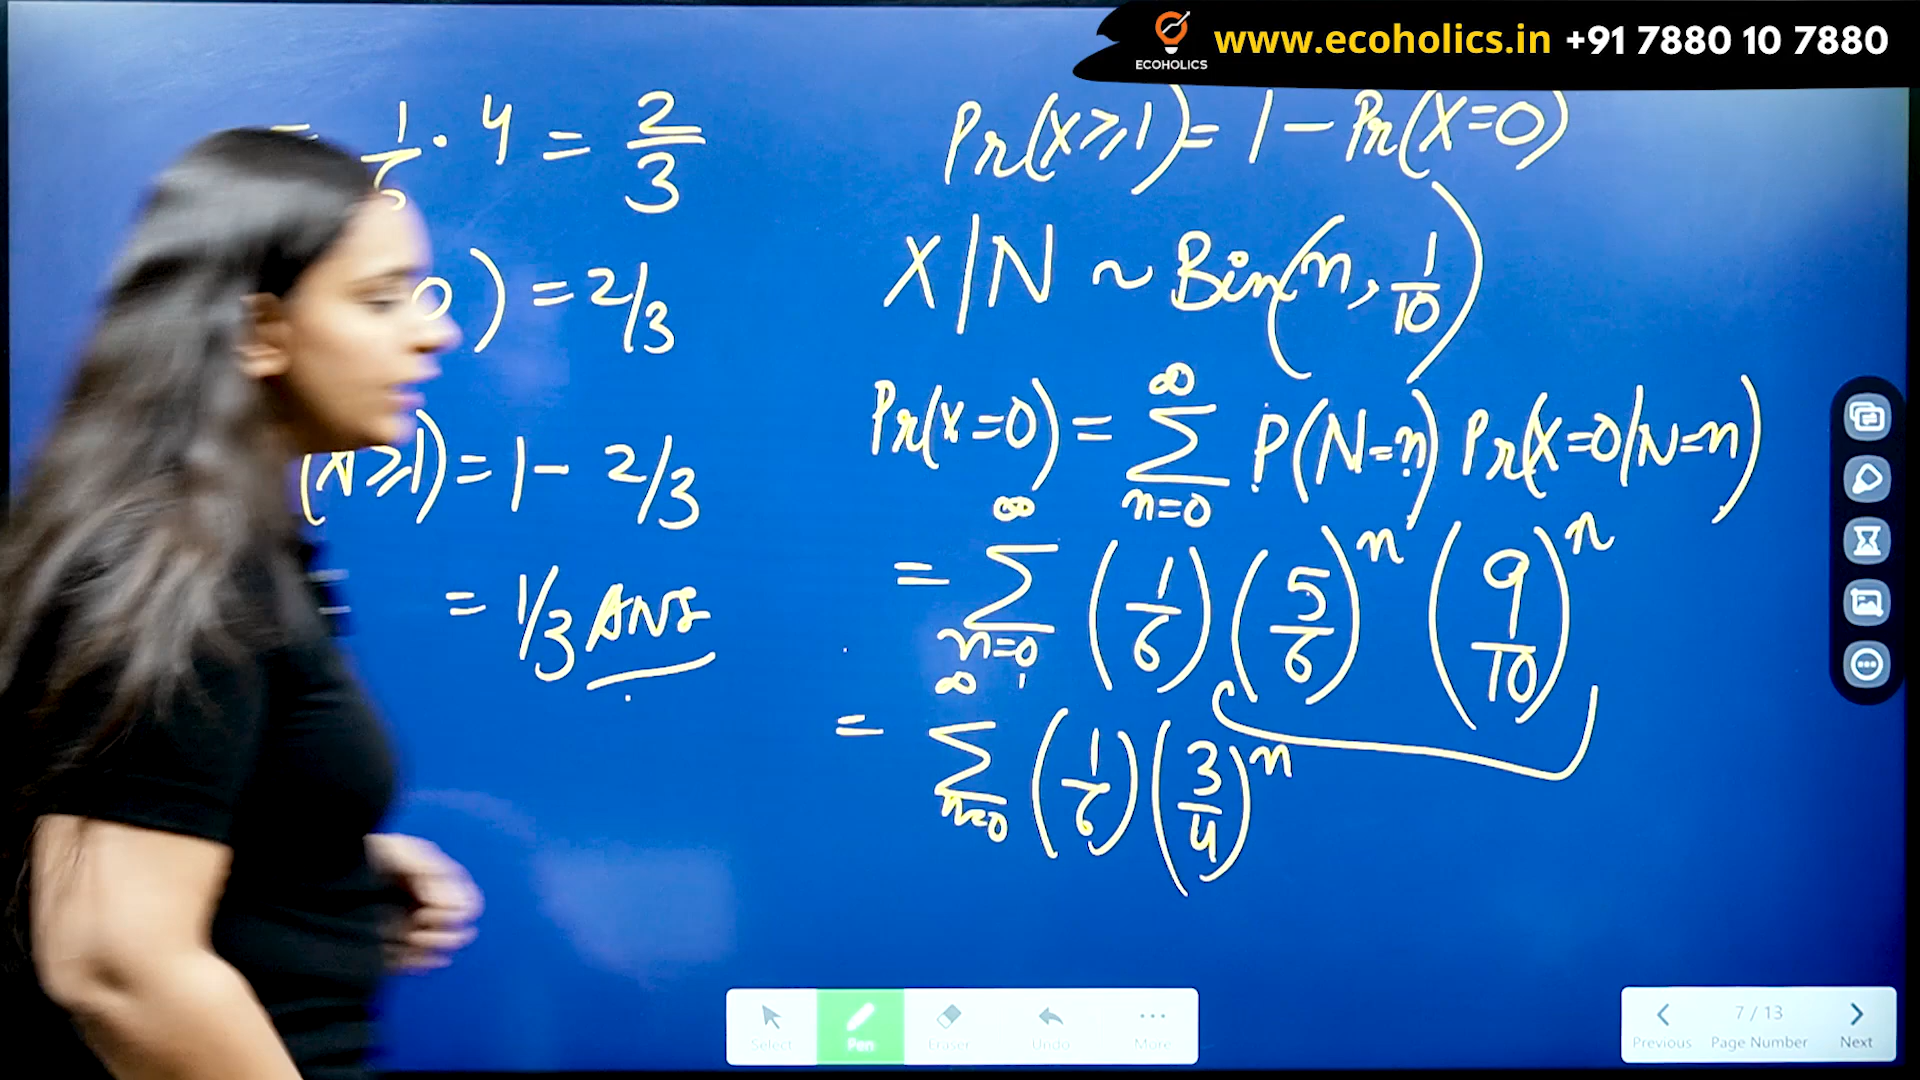 www.ecoholics.in +91 7880 10 7880
ECOHOLICS
= 1/6 · 4 = 2/3
0) = 2/3
(X≥1) = 1 - 2/3
= 1/3 ANS
Pr(X≥1) = 1 - Pr(X=0)
X|N ~ Bin(n, 1/10)
Pr(X=0) = ∞∑n=0 P(N=n) Pr(X=0|N=n)
= ∞∑n=0 (1/6) (5/6)^n (9/10)^n
= ∞∑n=0 (1/6) (3/4)^n
Select
Pen
Eraser
Undo
More
7 / 13
Previous Page Number Next